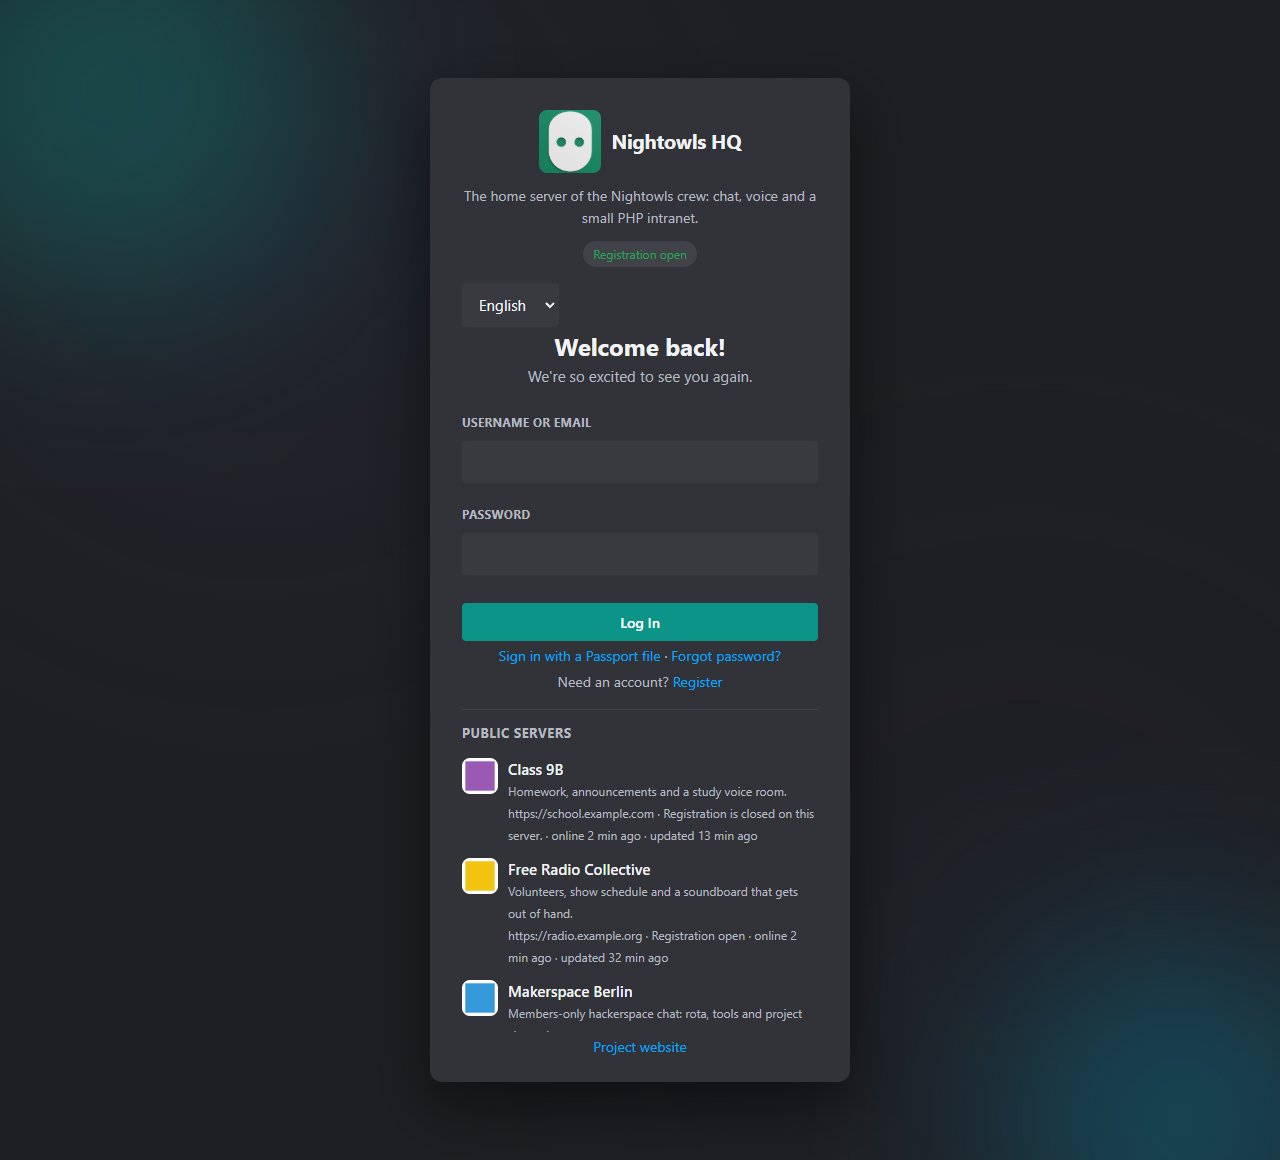 Nightowls HQ
The home server of the Nightowls crew: chat, voice and a
small PHP intranet.
Registration open
English
Welcome back!
We're so excited to see you again.
USERNAME OR EMAIL
PASSWORD
Log In
Sign in with a Passport file · Forgot password?
Need an account? Register
PUBLIC SERVERS
Class 9B
Homework, announcements and a study voice room.
https://school.example.com · Registration is closed on this
server. · online 2 min ago · updated 13 min ago
Free Radio Collective
Volunteers, show schedule and a soundboard that gets
out of hand.
https://radio.example.org · Registration open · online 2
min ago · updated 32 min ago
Makerspace Berlin
Members-only hackerspace chat: rota, tools and project
Project website